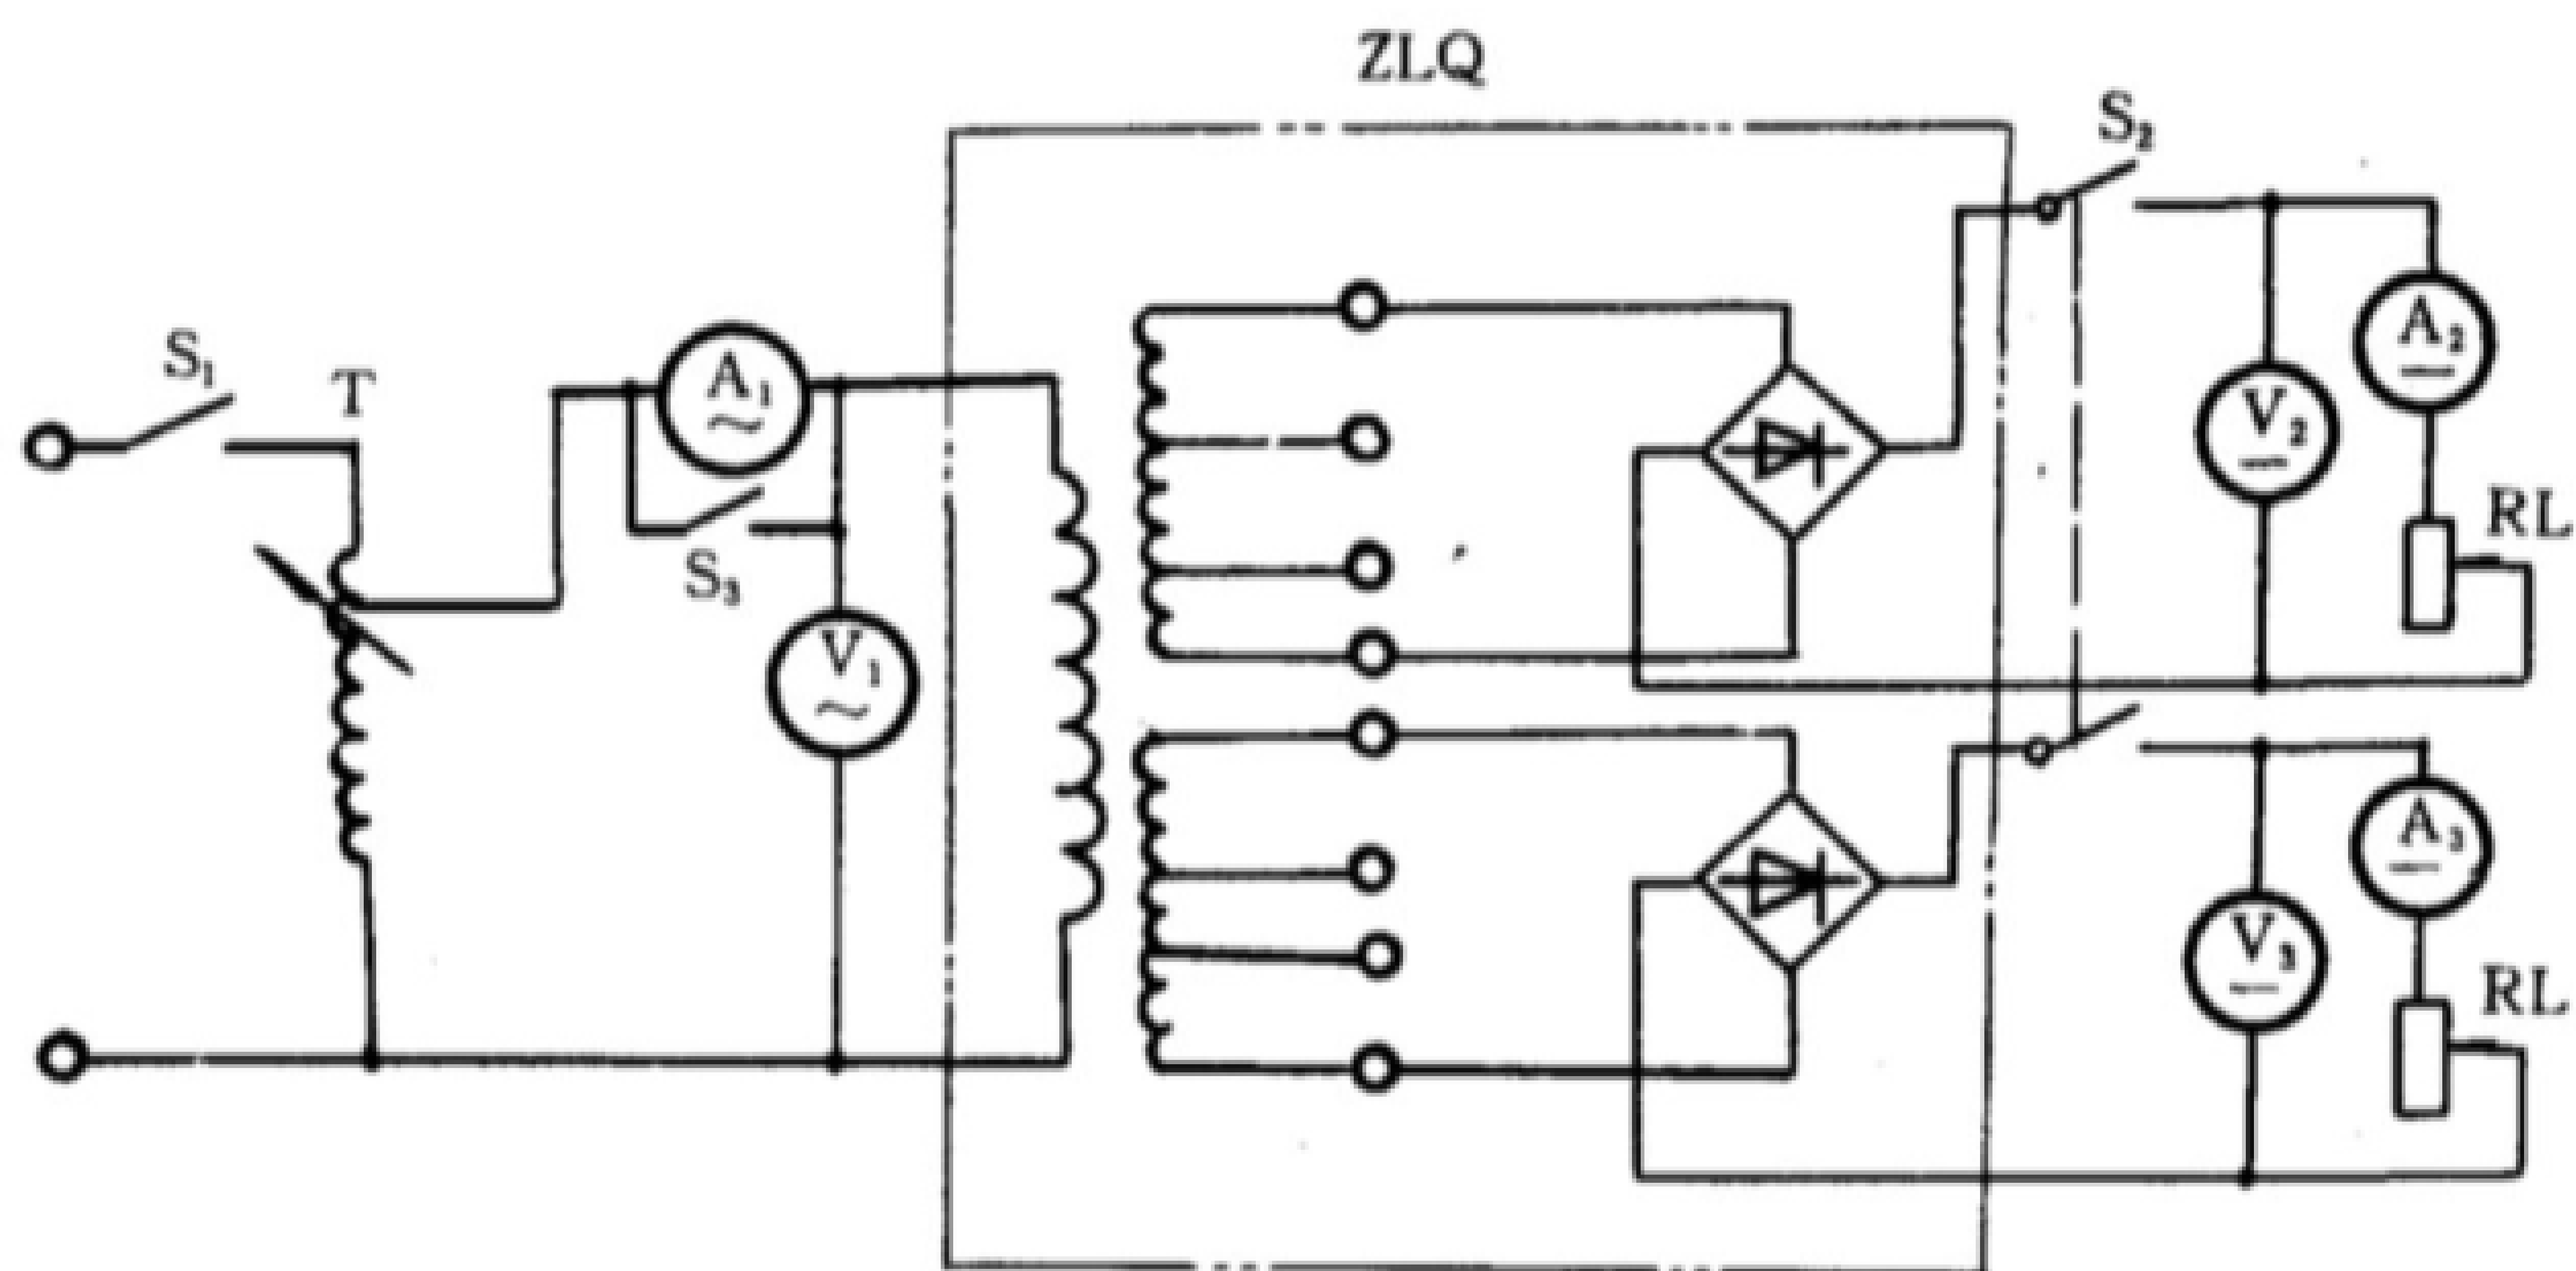 ZLQ
S₂
S₁
T
A₁
~
S₃
V₁
~
V₂
A₂
RL
V₃
A₃
RL